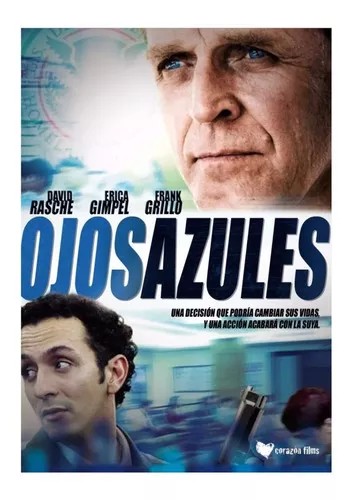 DAVID ERICA FRANK
RASCHE GIMPEL GRILLO
OJOSAZULES
UNA DECISIÓN QUE PODRÍA CAMBIAR SUS VIDAS,
Y UNA ACCIÓN ACABARÁ CON LA SUYA.
corazón films